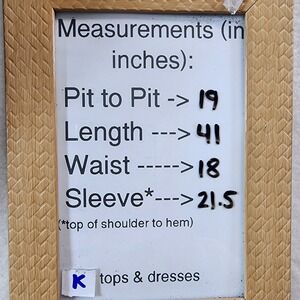 Measurements (in
inches):
Pit to Pit -> 19
Length ---> 41
Waist -----> 18
Sleeve*---> 21.5
(*top of shoulder to hem)
K tops & dresses